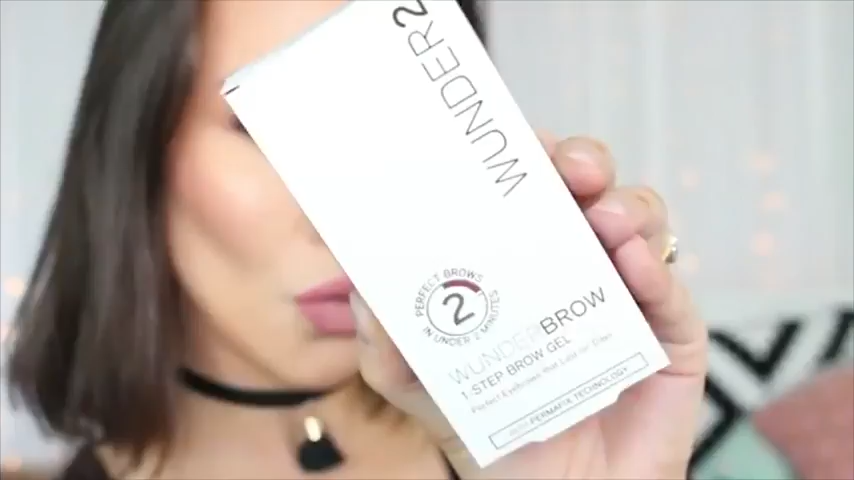 WUNDER2
PERFECT BROWS
2
IN UNDER 2 MINUTES
WUNDERBROW
1-STEP BROW GEL
Perfect Eyebrows that Last for Days
WITH PERMAFIX TECHNOLOGY